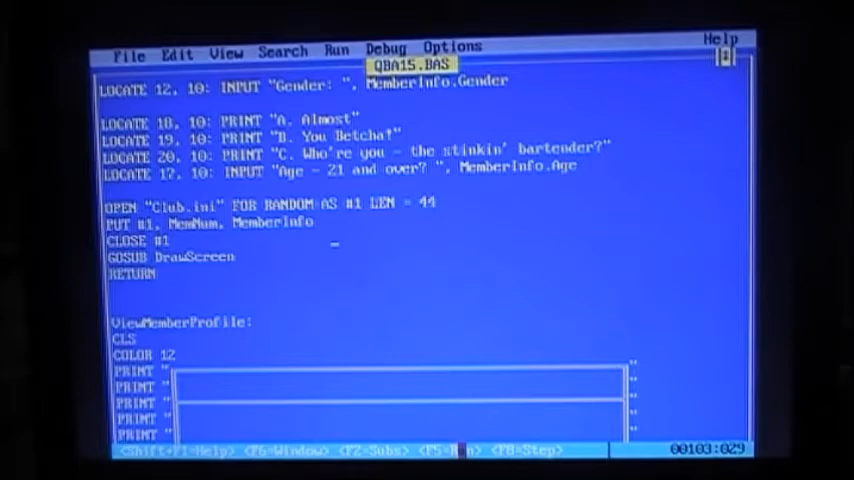 File Edit View Search Run Debug Options Help
QBA15.BAS
LOCATE 12, 10: INPUT "Gender: ", MemberInfo.Gender
LOCATE 18, 10: PRINT "A. Almost"
LOCATE 19, 10: PRINT "B. You Betcha!"
LOCATE 20, 10: PRINT "C. Who're you - the stinkin' bartender?"
LOCATE 17, 10: INPUT "Age - 21 and over? ", MemberInfo.Age
OPEN "Club.ini" FOR RANDOM AS #1 LEN = 44
PUT #1, MemNum, MemberInfo
CLOSE #1
GOSUB DrawScreen
RETURN
ViewMemberProfile:
CLS
COLOR 12
PRINT " "
PRINT " "
PRINT " "
PRINT " "
PRINT "
<Shift+F1=Help> <F6=Window> <F2=Subs> <F5=Run> <F8=Step> 00103:029